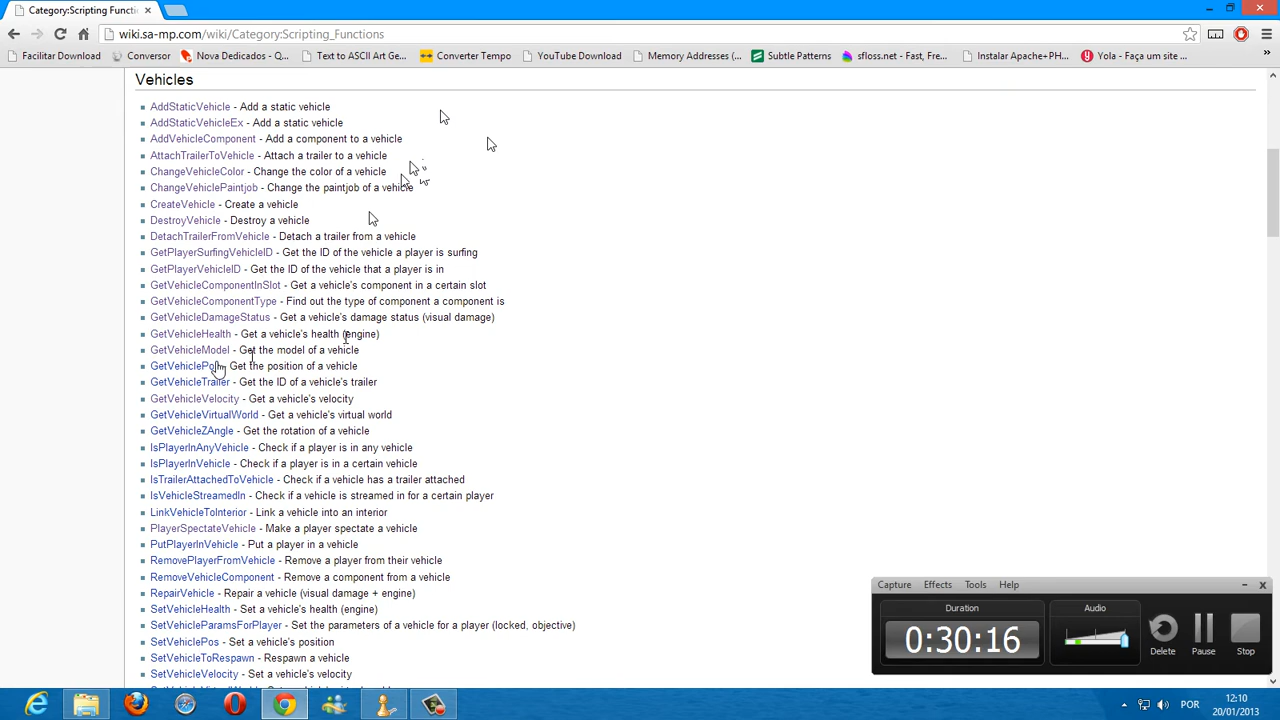 Category:Scripting Func...
wiki.sa-mp.com/wiki/Category:Scripting_Functions
Facilitar Download Conversor Nova Dedicados - Q... Text to ASCII Art Ge... Converter Tempo YouTube Download Memory Addresses (... Subtle Patterns sfloss.net - Fast, Fre... Instalar Apache+PH... Yola - Faça um site ... »
Vehicles
AddStaticVehicle - Add a static vehicle
AddStaticVehicleEx - Add a static vehicle
AddVehicleComponent - Add a component to a vehicle
AttachTrailerToVehicle - Attach a trailer to a vehicle
ChangeVehicleColor - Change the color of a vehicle
ChangeVehiclePaintjob - Change the paintjob of a vehicle
CreateVehicle - Create a vehicle
DestroyVehicle - Destroy a vehicle
DetachTrailerFromVehicle - Detach a trailer from a vehicle
GetPlayerSurfingVehicleID - Get the ID of the vehicle a player is surfing
GetPlayerVehicleID - Get the ID of the vehicle that a player is in
GetVehicleComponentInSlot - Get a vehicle's component in a certain slot
GetVehicleComponentType - Find out the type of component a component is
GetVehicleDamageStatus - Get a vehicle's damage status (visual damage)
GetVehicleHealth - Get a vehicle's health (engine)
GetVehicleModel - Get the model of a vehicle
GetVehiclePos - Get the position of a vehicle
GetVehicleTrailer - Get the ID of a vehicle's trailer
GetVehicleVelocity - Get a vehicle's velocity
GetVehicleVirtualWorld - Get a vehicle's virtual world
GetVehicleZAngle - Get the rotation of a vehicle
IsPlayerInAnyVehicle - Check if a player is in any vehicle
IsPlayerInVehicle - Check if a player is in a certain vehicle
IsTrailerAttachedToVehicle - Check if a vehicle has a trailer attached
IsVehicleStreamedIn - Check if a vehicle is streamed in for a certain player
LinkVehicleToInterior - Link a vehicle into an interior
PlayerSpectateVehicle - Make a player spectate a vehicle
PutPlayerInVehicle - Put a player in a vehicle
RemovePlayerFromVehicle - Remove a player from their vehicle
RemoveVehicleComponent - Remove a component from a vehicle
RepairVehicle - Repair a vehicle (visual damage + engine)
SetVehicleHealth - Set a vehicle's health (engine)
SetVehicleParamsForPlayer - Set the parameters of a vehicle for a player (locked, objective)
SetVehiclePos - Set a vehicle's position
SetVehicleToRespawn - Respawn a vehicle
SetVehicleVelocity - Set a vehicle's velocity
Capture Effects Tools Help
Duration Audio
0:30:16
Delete Pause Stop
POR
12:10
20/01/2013